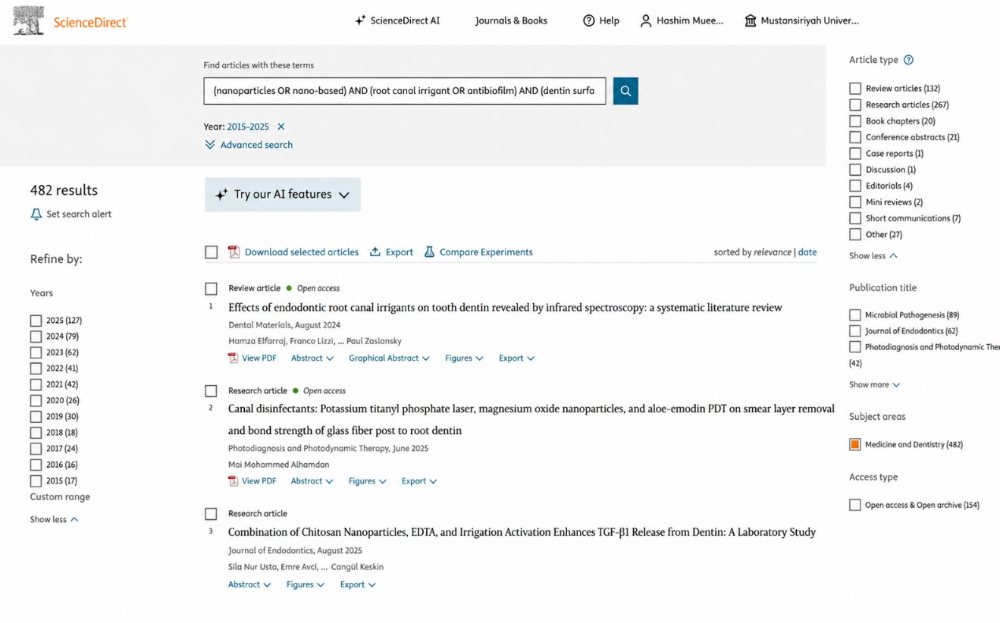 ScienceDirect
ScienceDirect AI
Journals & Books
Help
Hashim Muee...
Mustansiriyah Univer...
Find articles with these terms
(nanoparticles OR nano-based) AND (root canal irrigant OR antibiofilm) AND (dentin surfa
Year: 2015-2025
Advanced search
482 results
Set search alert
Refine by:
Years
2025 (127)
2024 (79)
2023 (62)
2022 (41)
2021 (42)
2020 (26)
2019 (30)
2018 (18)
2017 (24)
2016 (16)
2015 (17)
Custom range
Show less
Try our AI features
Download selected articles
Export
Compare Experiments
sorted by relevance | date
Review article
Open access
1
Effects of endodontic root canal irrigants on tooth dentin revealed by infrared spectroscopy: a systematic literature review
Dental Materials, August 2024
Hamza Elfarraj, Franco Lizzi, ... Paul Zaslansky
View PDF
Abstract
Graphical Abstract
Figures
Export
Research article
Open access
2
Canal disinfectants: Potassium titanyl phosphate laser, magnesium oxide nanoparticles, and aloe-emodin PDT on smear layer removal
and bond strength of glass fiber post to root dentin
Photodiagnosis and Photodynamic Therapy, June 2025
Mai Mohammed Alhamdan
View PDF
Abstract
Figures
Export
Research article
3
Combination of Chitosan Nanoparticles, EDTA, and Irrigation Activation Enhances TGF-β1 Release from Dentin: A Laboratory Study
Journal of Endodontics, August 2025
Sıla Nur Usta, Emre Avci, ... Cangül Keskin
Abstract
Figures
Export
Article type
Review articles (132)
Research articles (267)
Book chapters (20)
Conference abstracts (21)
Case reports (1)
Discussion (1)
Editorials (4)
Mini reviews (2)
Short communications (7)
Other (27)
Show less
Publication title
Microbial Pathogenesis (89)
Journal of Endodontics (62)
Photodiagnosis and Photodynamic Ther
(42)
Show more
Subject areas
Medicine and Dentistry (482)
Access type
Open access & Open archive (154)